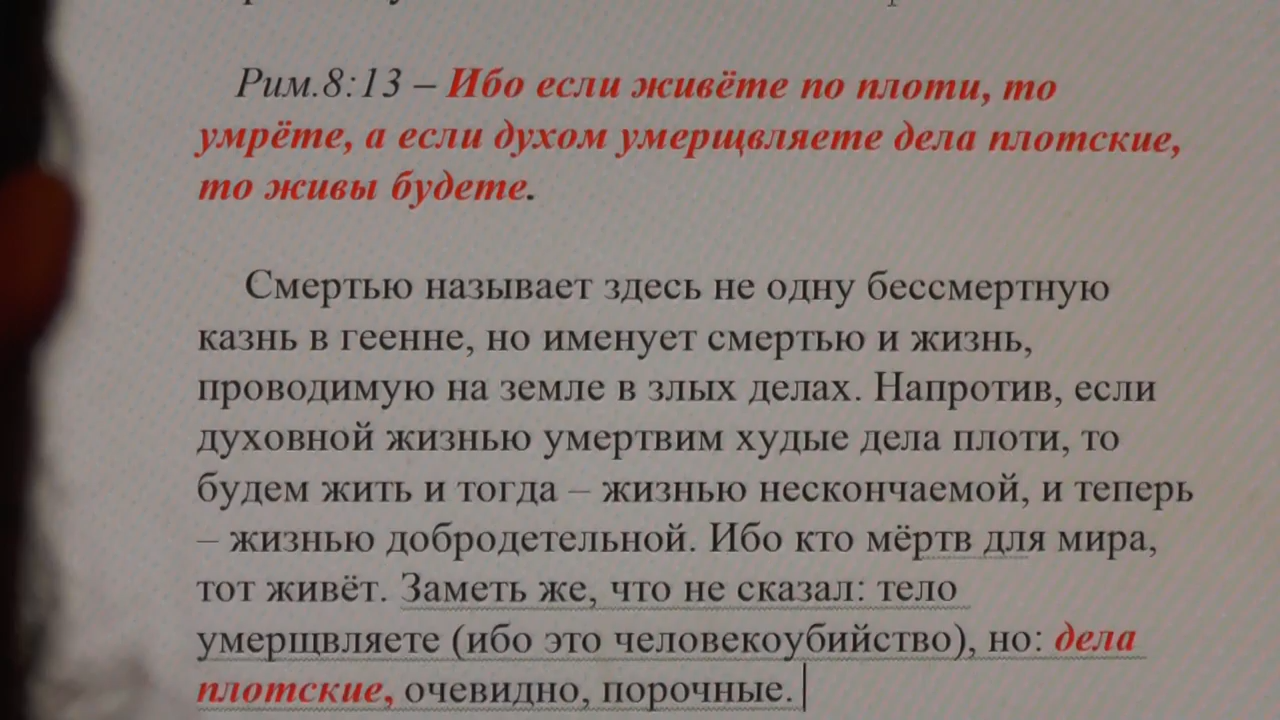 Рим.8:13 – Ибо если живёте по плоти, то
умрёте, а если духом умерщвляете дела плотские,
то живы будете.
Смертью называет здесь не одну бессмертную
казнь в геенне, но именует смертью и жизнь,
проводимую на земле в злых делах. Напротив, если
духовной жизнью умертвим худые дела плоти, то
будем жить и тогда – жизнью нескончаемой, и теперь
– жизнью добродетельной. Ибо кто мёртв для мира,
тот живёт. Заметь же, что не сказал: тело
умерщвляете (ибо это человекоубийство), но: дела
плотские, очевидно, порочные.